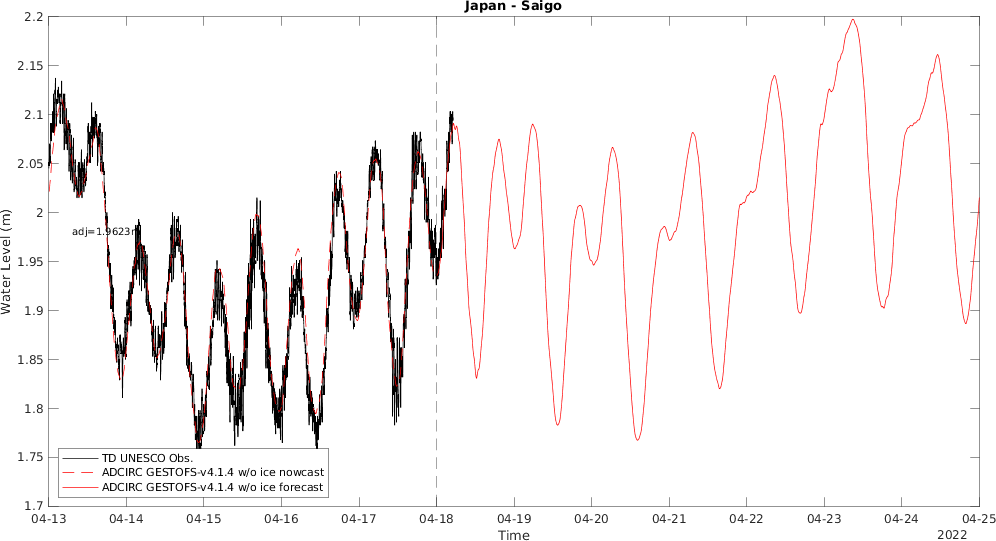 Japan - Saigo
2.2
2.15
2.1
2.05
2
1.95
1.9
1.85
1.8
1.75
1.7
Water Level (m)
adj=1.9623m
TD UNESCO Obs.
ADCIRC GESTOFS-v4.1.4 w/o ice nowcast
ADCIRC GESTOFS-v4.1.4 w/o ice forecast
04-13 04-14 04-15 04-16 04-17 04-18 04-19 04-20 04-21 04-22 04-23 04-24 04-25
Time
2022